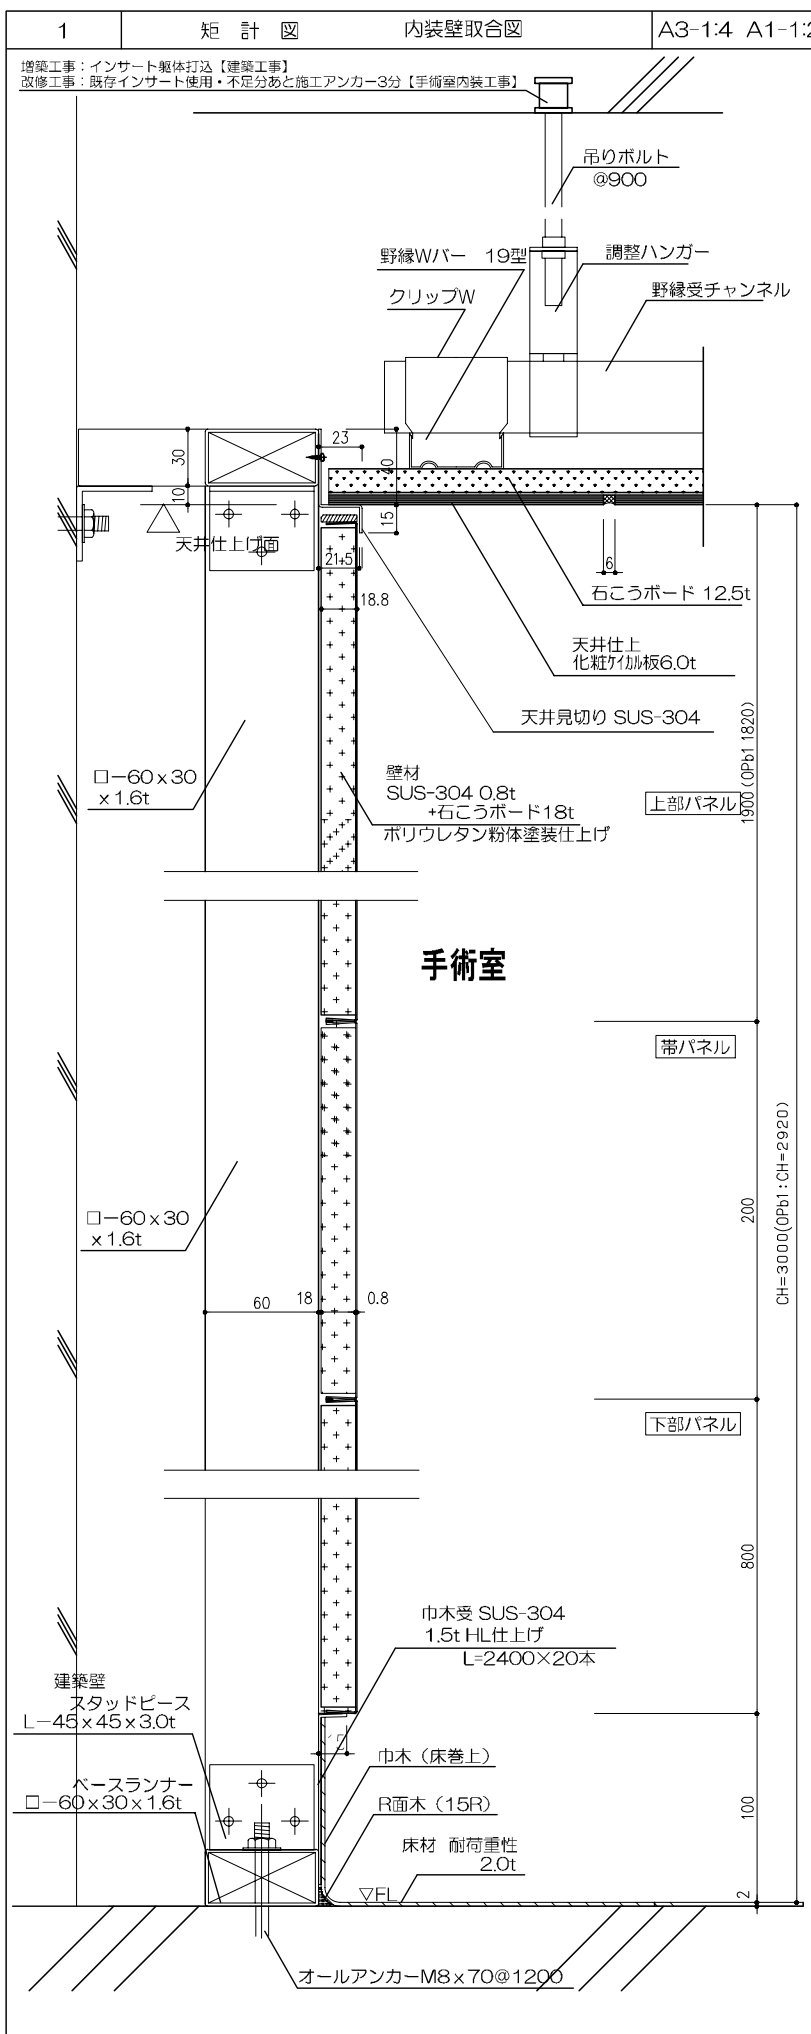 1
矩 計 図
内装壁取合図
A3-1:4 A1-1:2
増築工事：インサート躯体打込【建築工事】
改修工事：既存インサート使用・不足分あと施工アンカー3分【手術室内装工事】
吊りボルト
@900
野縁Wバー 19型
調整ハンガー
クリップW
野縁受チャンネル
23
30
40
10
15
天井仕上げ面
21+5
6
18.8
石こうボード 12.5t
天井仕上
化粧ケイカル板6.0t
天井見切り SUS-304
□-60x30
x1.6t
壁材
SUS-304 0.8t
+石こうボード18t
ポリウレタン粉体塗装仕上げ
1900(OPb1 1820)
上部パネル
手術室
帯パネル
CH=3000(OPb1:CH=2920)
200
□-60x30
x1.6t
60
18
0.8
下部パネル
800
巾木受 SUS-304
1.5t HL仕上げ
L=2400×20本
建築壁
スタッドピース
L-45x45x3.0t
15
巾木（床巻上）
ベースランナー
□-60x30x1.6t
R面木（15R）
100
床材 耐荷重性
2.0t
▽FL
2
オールアンカーM8x70@1200